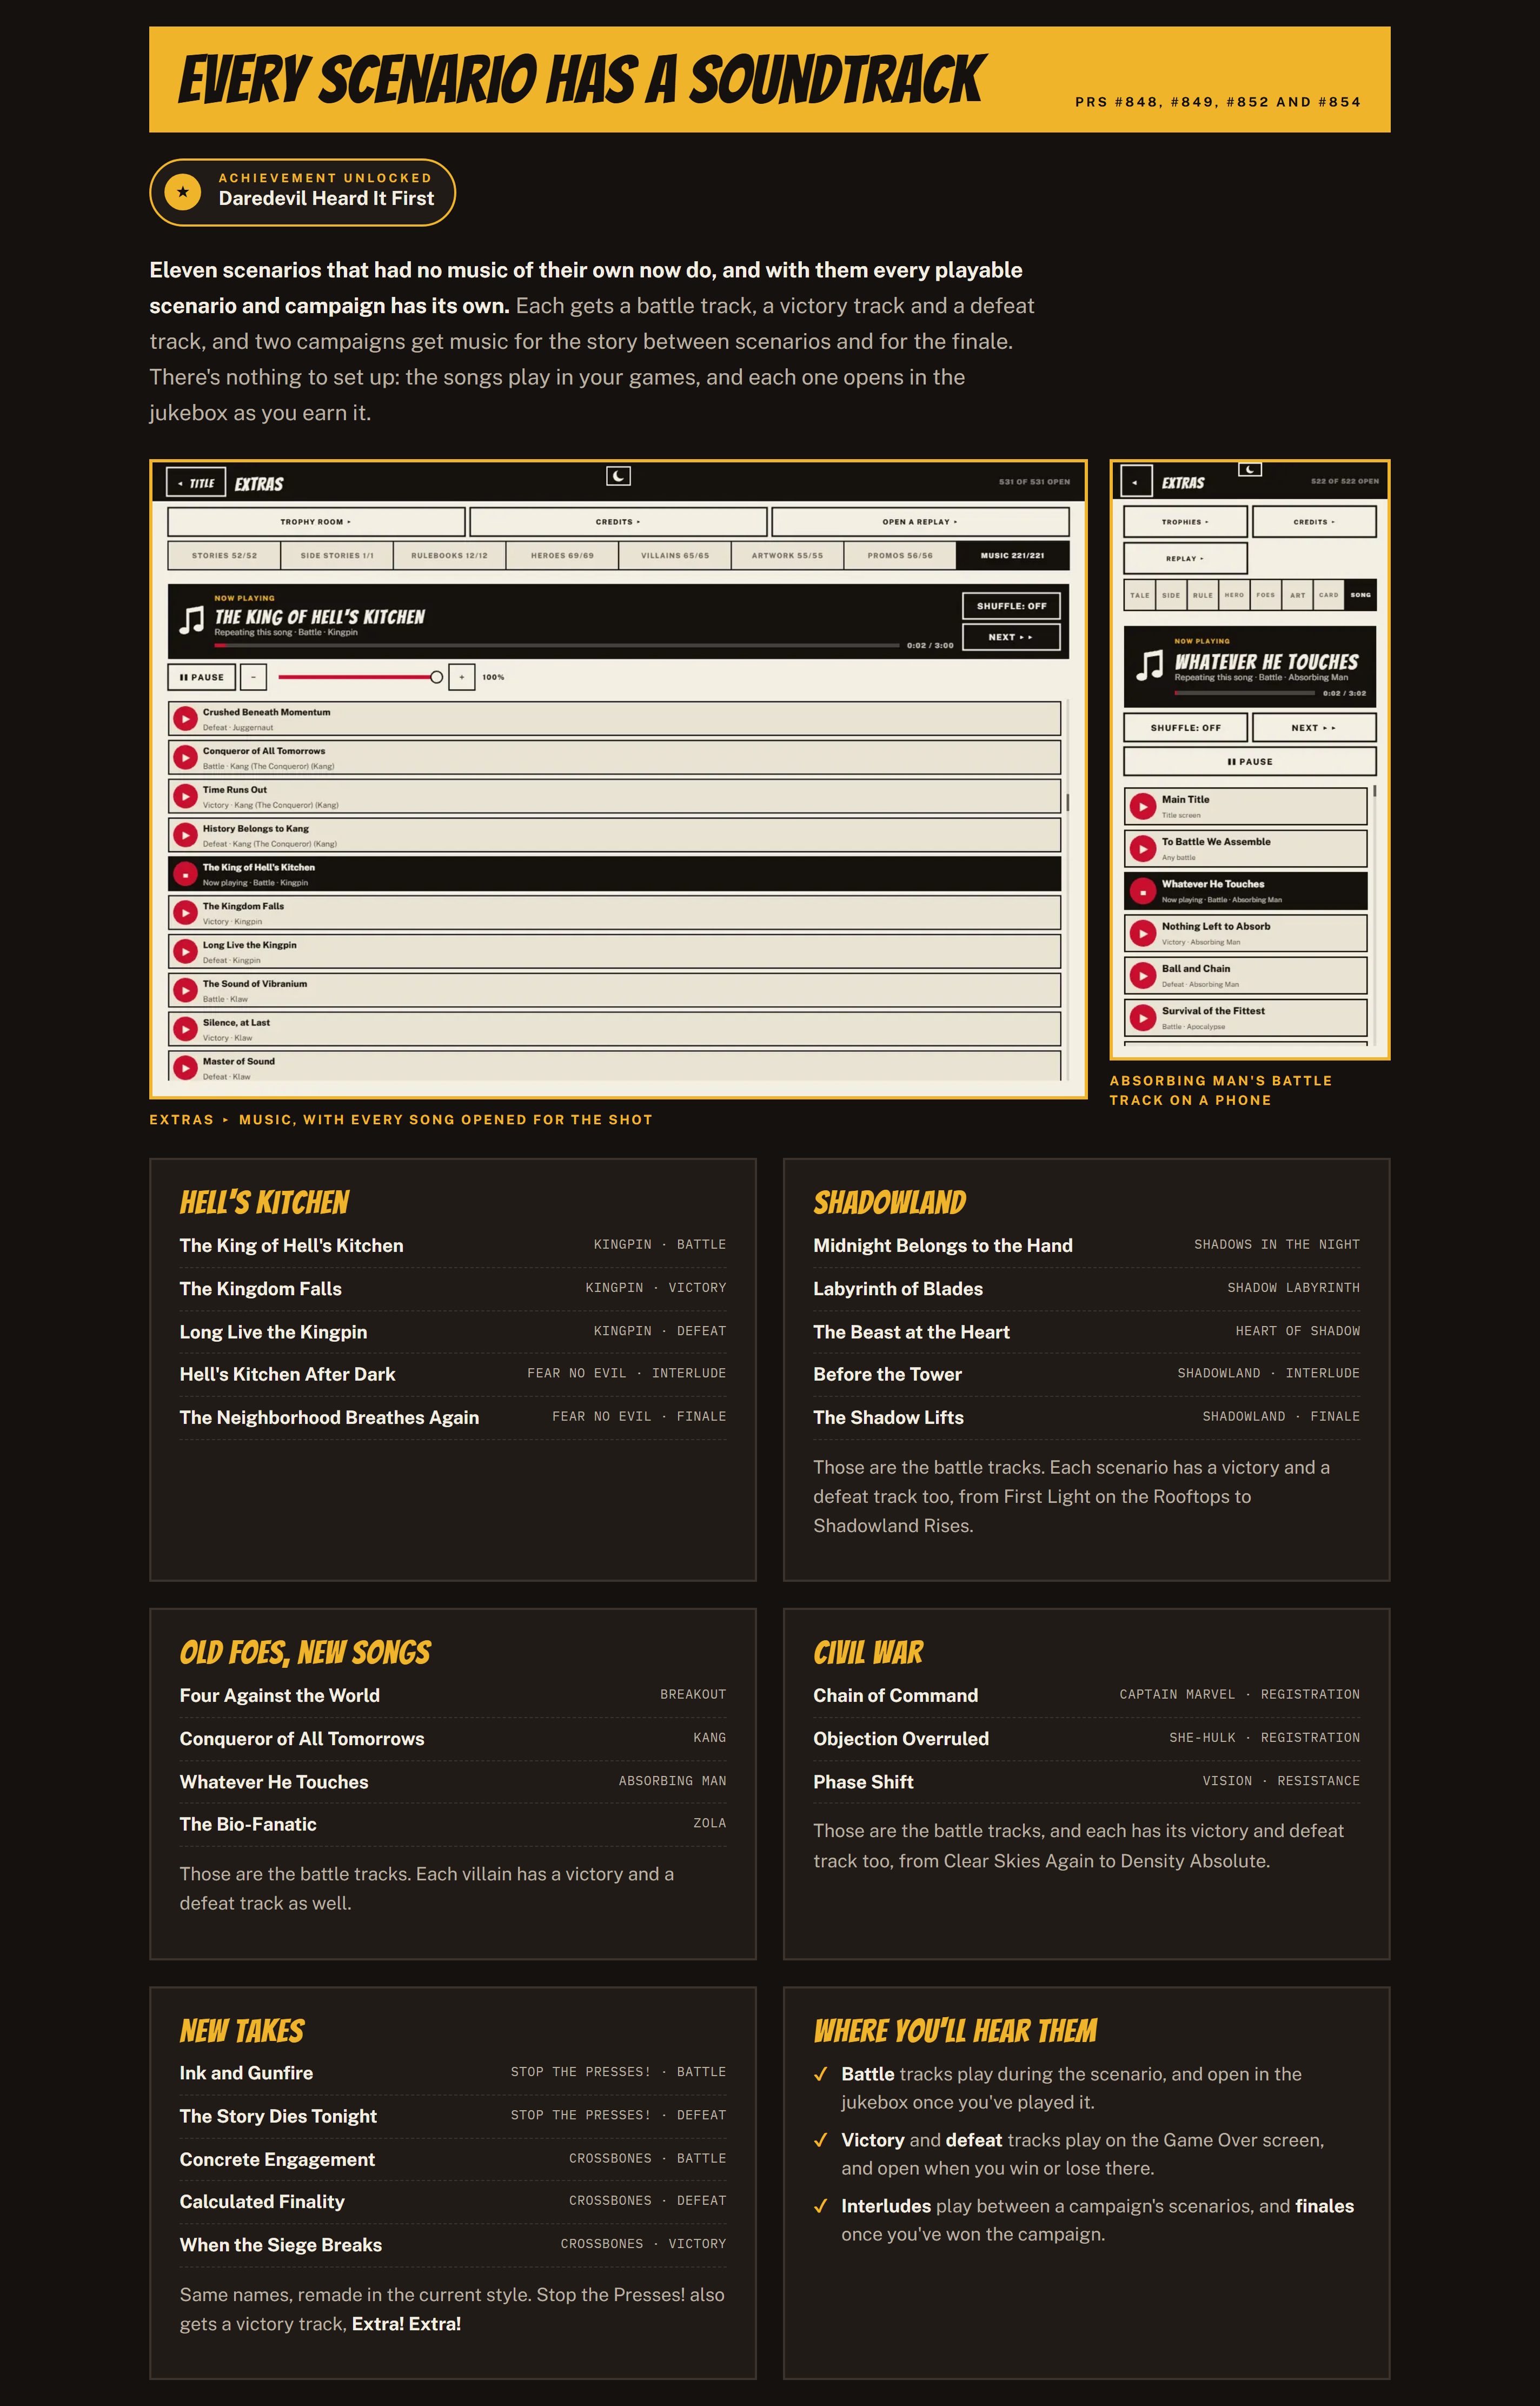 EVERY SCENARIO HAS A SOUNDTRACK
PRS #848, #849, #852 AND #854
★
ACHIEVEMENT UNLOCKED
Daredevil Heard It First
Eleven scenarios that had no music of their own now do, and with them every playable
scenario and campaign has its own. Each gets a battle track, a victory track and a defeat
track, and two campaigns get music for the story between scenarios and for the finale.
There's nothing to set up: the songs play in your games, and each one opens in the
jukebox as you earn it.
◂ TITLE
EXTRAS
531 OF 531 OPEN
TROPHY ROOM ▸
CREDITS ▸
OPEN A REPLAY ▸
STORIES 52/52
SIDE STORIES 1/1
RULEBOOKS 12/12
HEROES 69/69
VILLAINS 65/65
ARTWORK 55/55
PROMOS 56/56
MUSIC 221/221
NOW PLAYING
THE KING OF HELL'S KITCHEN
Repeating this song · Battle · Kingpin
0:02 / 3:00
SHUFFLE: OFF
NEXT ▸▸
PAUSE
−
+
100%
Crushed Beneath Momentum
Defeat · Juggernaut
Conqueror of All Tomorrows
Battle · Kang (The Conqueror) (Kang)
Time Runs Out
Victory · Kang (The Conqueror) (Kang)
History Belongs to Kang
Defeat · Kang (The Conqueror) (Kang)
The King of Hell's Kitchen
Now playing · Battle · Kingpin
The Kingdom Falls
Victory · Kingpin
Long Live the Kingpin
Defeat · Kingpin
The Sound of Vibranium
Battle · Klaw
Silence, at Last
Victory · Klaw
Master of Sound
Defeat · Klaw
EXTRAS ▸ MUSIC, WITH EVERY SONG OPENED FOR THE SHOT
◂
EXTRAS
522 OF 522 OPEN
TROPHIES ▸
CREDITS ▸
REPLAY ▸
TALE
SIDE
RULE
HERO
FOES
ART
CARD
SONG
NOW PLAYING
WHATEVER HE TOUCHES
Repeating this song · Battle · Absorbing Man
0:02 / 3:02
SHUFFLE: OFF
NEXT ▸▸
PAUSE
Main Title
Title screen
To Battle We Assemble
Any battle
Whatever He Touches
Now playing · Battle · Absorbing Man
Nothing Left to Absorb
Victory · Absorbing Man
Ball and Chain
Defeat · Absorbing Man
Survival of the Fittest
Battle · Apocalypse
ABSORBING MAN'S BATTLE
TRACK ON A PHONE
HELL'S KITCHEN
The King of Hell's Kitchen KINGPIN · BATTLE
The Kingdom Falls KINGPIN · VICTORY
Long Live the Kingpin KINGPIN · DEFEAT
Hell's Kitchen After Dark FEAR NO EVIL · INTERLUDE
The Neighborhood Breathes Again FEAR NO EVIL · FINALE
SHADOWLAND
Midnight Belongs to the Hand SHADOWS IN THE NIGHT
Labyrinth of Blades SHADOW LABYRINTH
The Beast at the Heart HEART OF SHADOW
Before the Tower SHADOWLAND · INTERLUDE
The Shadow Lifts SHADOWLAND · FINALE
Those are the battle tracks. Each scenario has a victory and a
defeat track too, from First Light on the Rooftops to
Shadowland Rises.
OLD FOES, NEW SONGS
Four Against the World BREAKOUT
Conqueror of All Tomorrows KANG
Whatever He Touches ABSORBING MAN
The Bio-Fanatic ZOLA
Those are the battle tracks. Each villain has a victory and a
defeat track as well.
CIVIL WAR
Chain of Command CAPTAIN MARVEL · REGISTRATION
Objection Overruled SHE-HULK · REGISTRATION
Phase Shift VISION · RESISTANCE
Those are the battle tracks, and each has its victory and defeat
track too, from Clear Skies Again to Density Absolute.
NEW TAKES
Ink and Gunfire STOP THE PRESSES! · BATTLE
The Story Dies Tonight STOP THE PRESSES! · DEFEAT
Concrete Engagement CROSSBONES · BATTLE
Calculated Finality CROSSBONES · DEFEAT
When the Siege Breaks CROSSBONES · VICTORY
Same names, remade in the current style. Stop the Presses! also
gets a victory track, Extra! Extra!
WHERE YOU'LL HEAR THEM
✓ Battle tracks play during the scenario, and open in the
jukebox once you've played it.
✓ Victory and defeat tracks play on the Game Over screen,
and open when you win or lose there.
✓ Interludes play between a campaign's scenarios, and finales
once you've won the campaign.